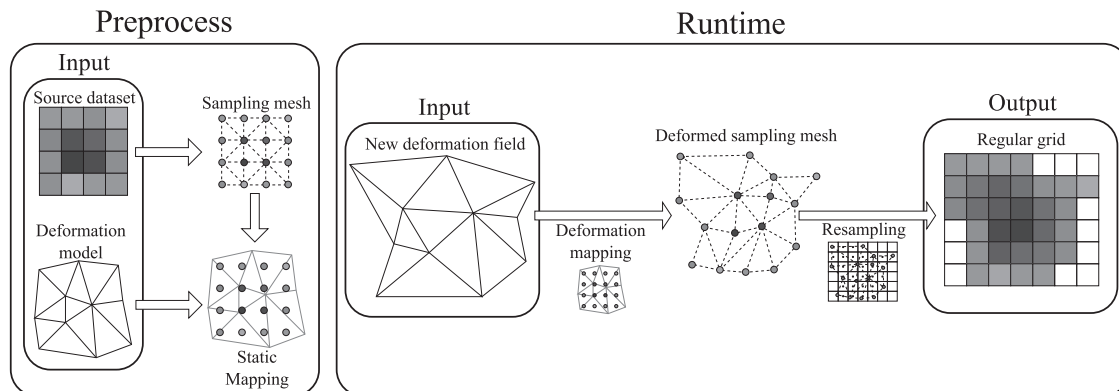 Preprocess
Input
Source dataset
Sampling mesh
Deformation
model
Static
Mapping
Runtime
Input
New deformation field
Deformation
mapping
Deformed sampling mesh
Resampling
Output
Regular grid